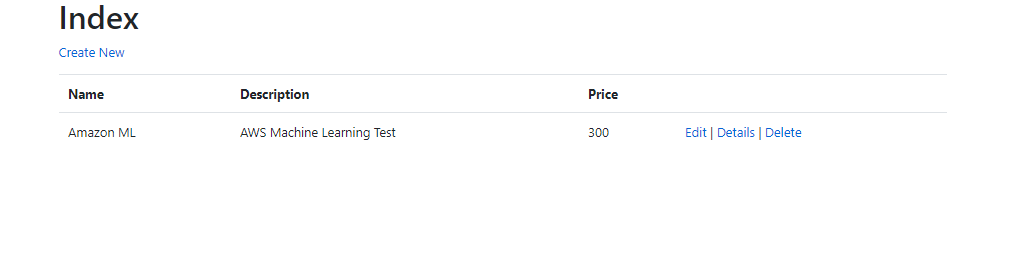 Index
Create New
Name Description Price
Amazon ML AWS Machine Learning Test 300 Edit | Details | Delete